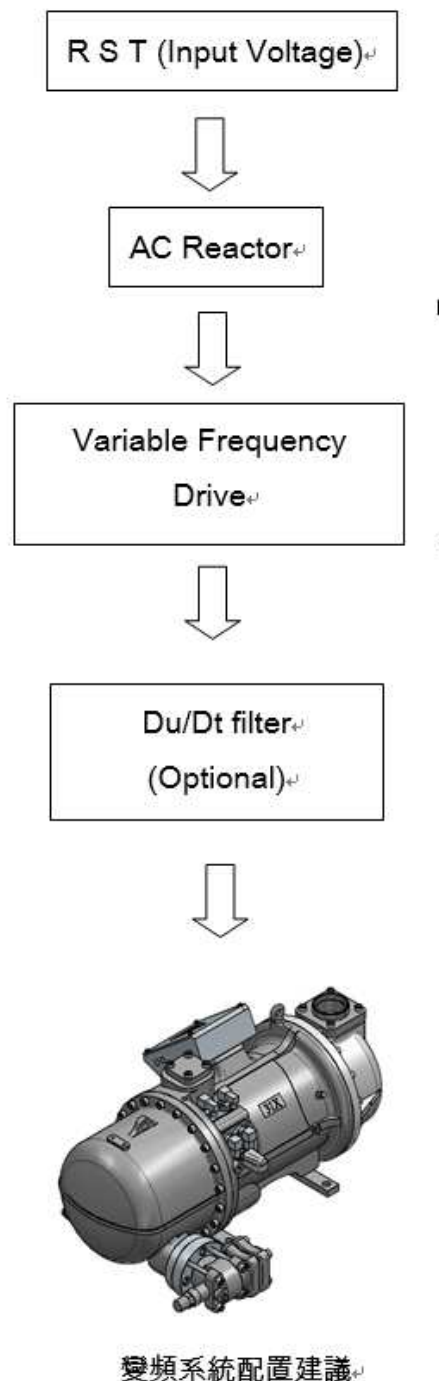 R S T (Input Voltage)
AC Reactor
Variable Frequency
Drive
Du/Dt filter
(Optional)
變頻系統配置建議